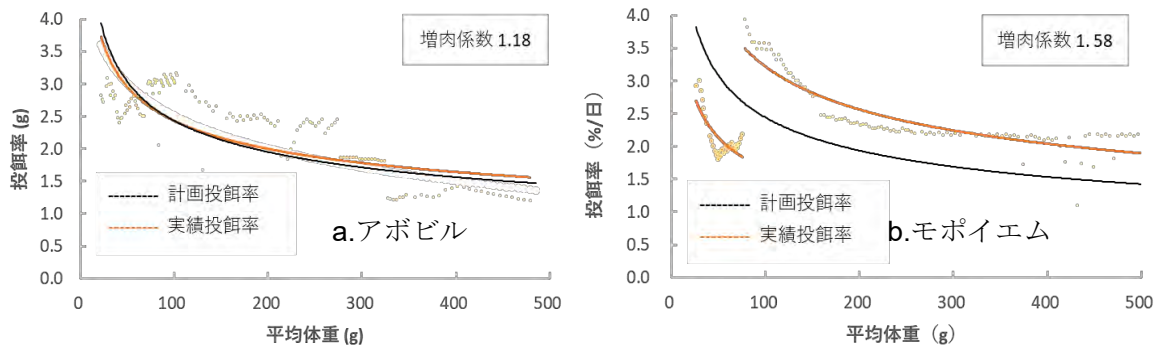 4.0
3.5
3.0
2.5
2.0
1.5
1.0
0.5
0.0
投餌率 (g)
増肉係数 1.18
計画投餌率
実績投餌率
a.アボビル
0
100
200
300
400
500
平均体重 (g)
4.0
3.5
3.0
2.5
2.0
1.5
1.0
0.5
0.0
投餌率 (%/日)
増肉係数 1.58
計画投餌率
実績投餌率
b.モポイエム
0
100
200
300
400
500
平均体重（g）